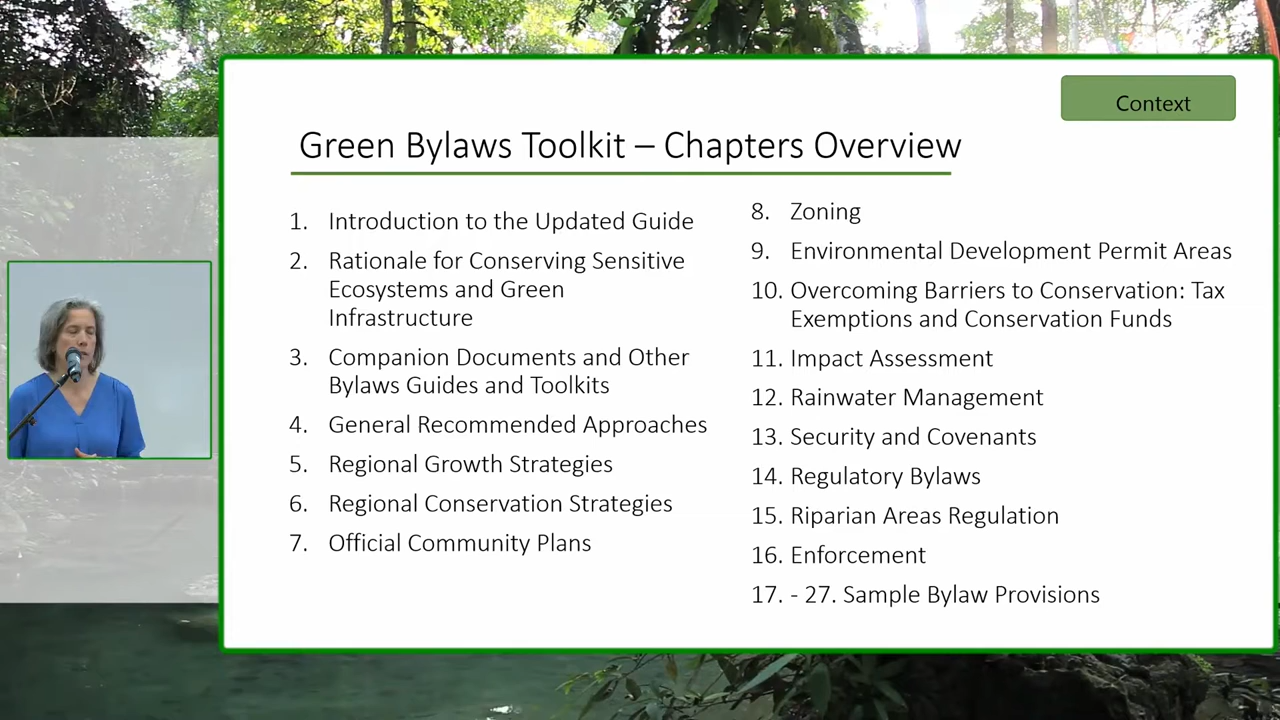 Context
Green Bylaws Toolkit – Chapters Overview
1. Introduction to the Updated Guide
2. Rationale for Conserving Sensitive
Ecosystems and Green
Infrastructure
3. Companion Documents and Other
Bylaws Guides and Toolkits
4. General Recommended Approaches
5. Regional Growth Strategies
6. Regional Conservation Strategies
7. Official Community Plans
8. Zoning
9. Environmental Development Permit Areas
10. Overcoming Barriers to Conservation: Tax
Exemptions and Conservation Funds
11. Impact Assessment
12. Rainwater Management
13. Security and Covenants
14. Regulatory Bylaws
15. Riparian Areas Regulation
16. Enforcement
17. - 27. Sample Bylaw Provisions